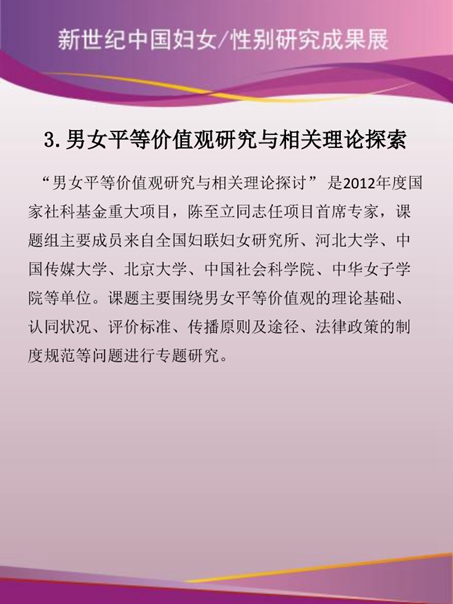 新世纪中国妇女/性别研究成果展
3.男女平等价值观研究与相关理论探索
“男女平等价值观研究与相关理论探讨” 是2012年度国
家社科基金重大项目，陈至立同志任项目首席专家，课
题组主要成员来自全国妇联妇女研究所、河北大学、中
国传媒大学、北京大学、中国社会科学院、中华女子学
院等单位。课题主要围绕男女平等价值观的理论基础、
认同状况、评价标准、传播原则及途径、法律政策的制
度规范等问题进行专题研究。